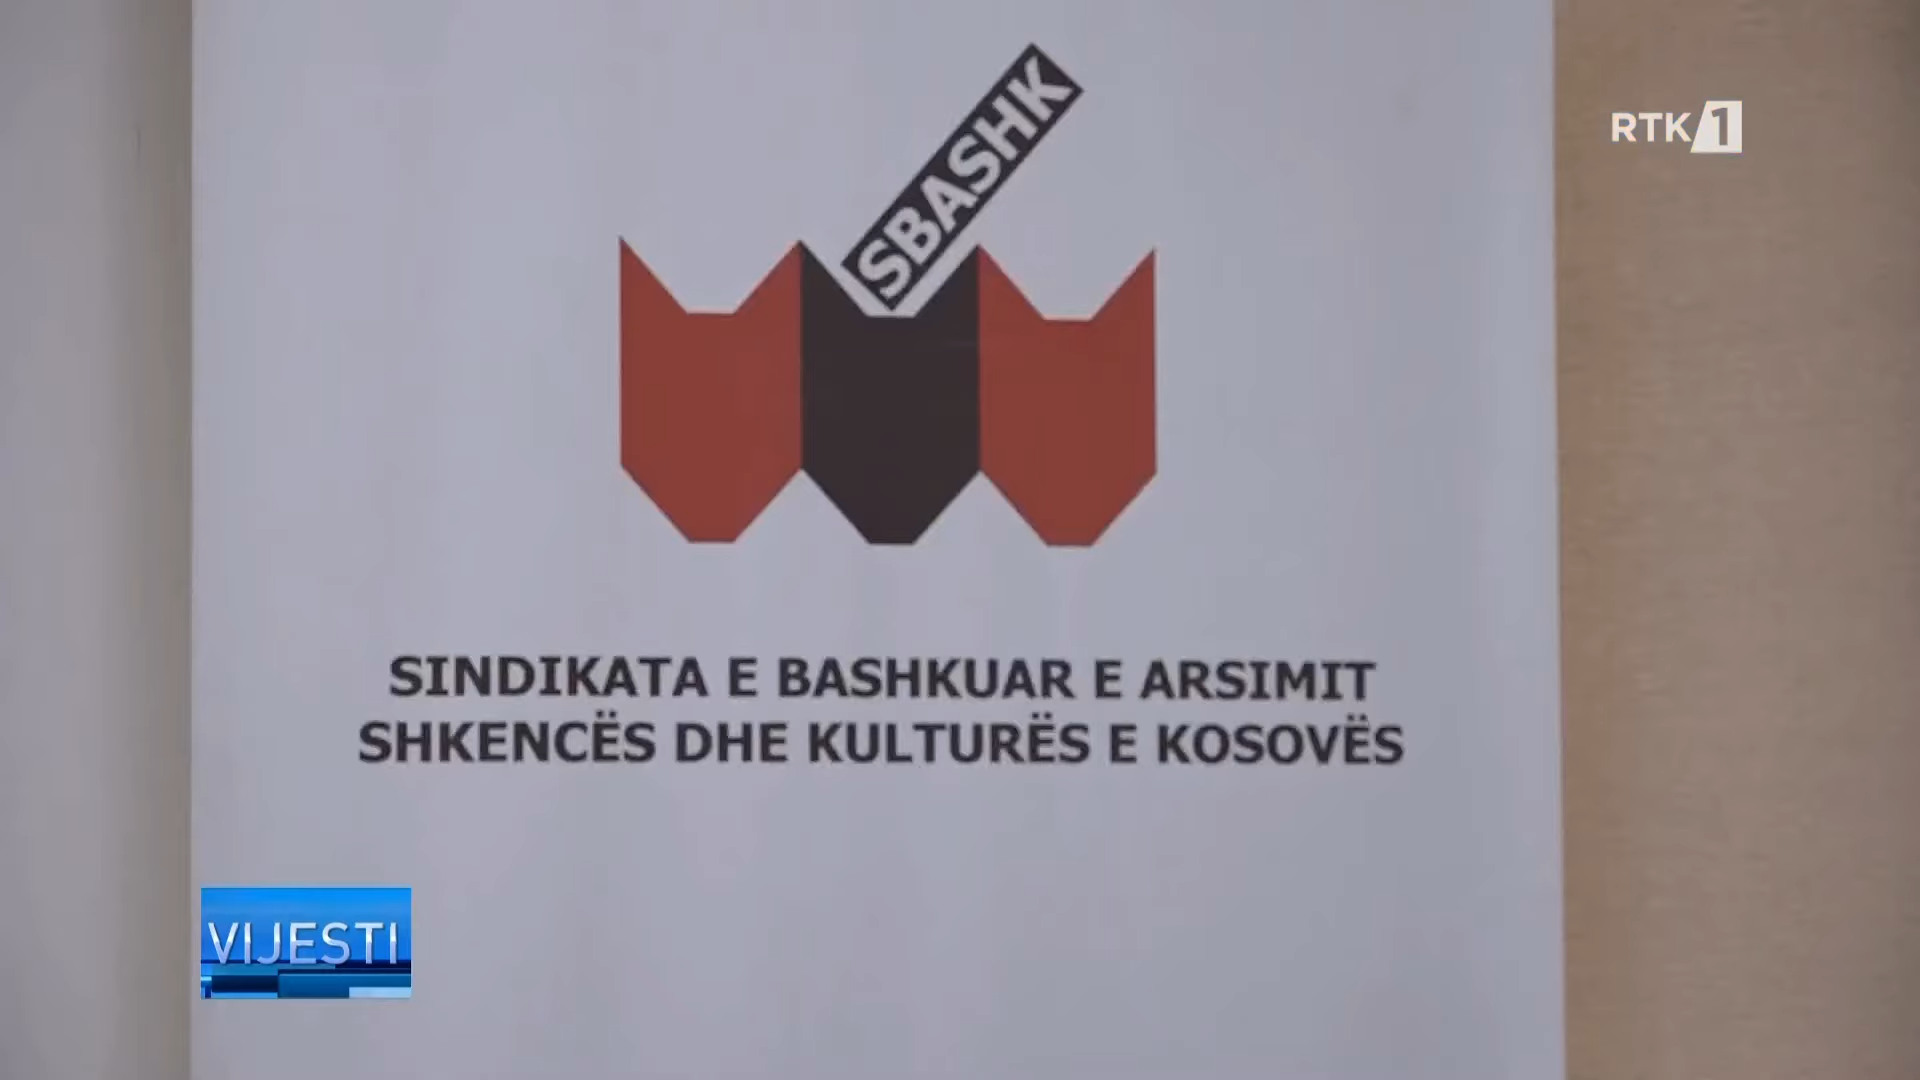 SBASHK
RTK 1
SINDIKATA E BASHKUAR E ARSIMIT
SHKENCËS DHE KULTURËS E KOSOVËS
VIJESTI